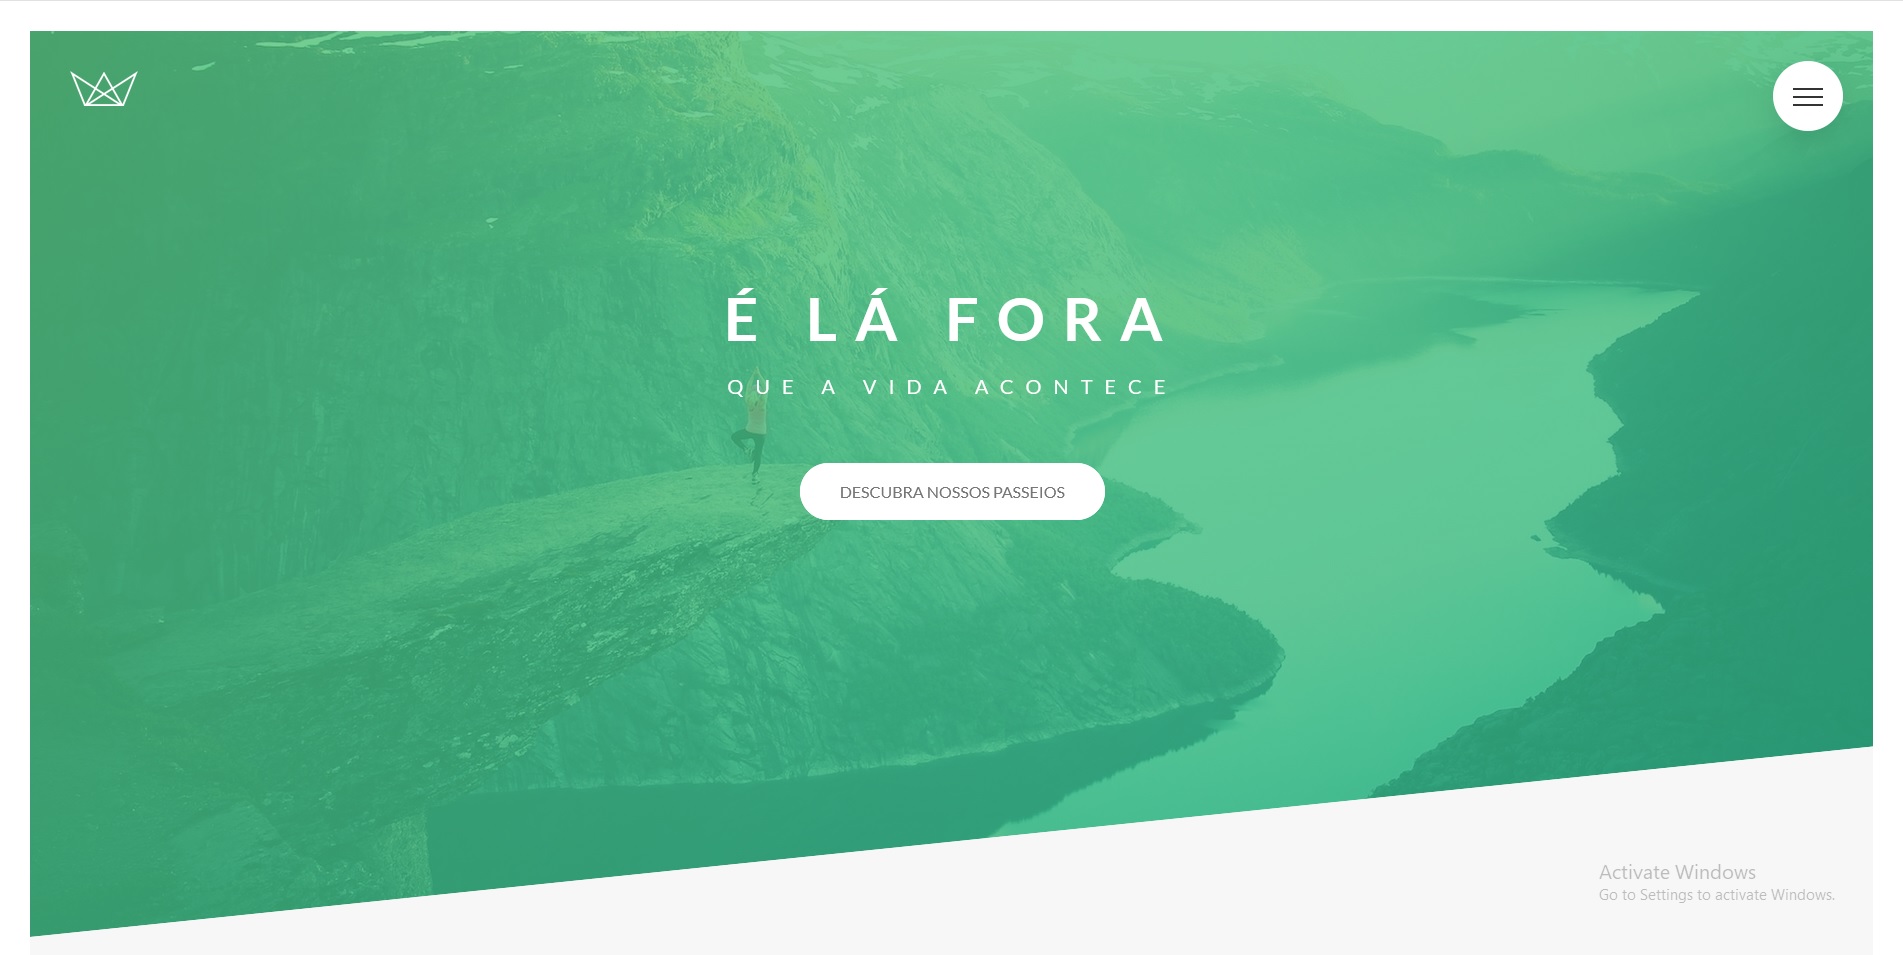 É LÁ FORA
QUE A VIDA ACONTECE
DESCUBRA NOSSOS PASSEIOS
Activate Windows
Go to Settings to activate Windows.